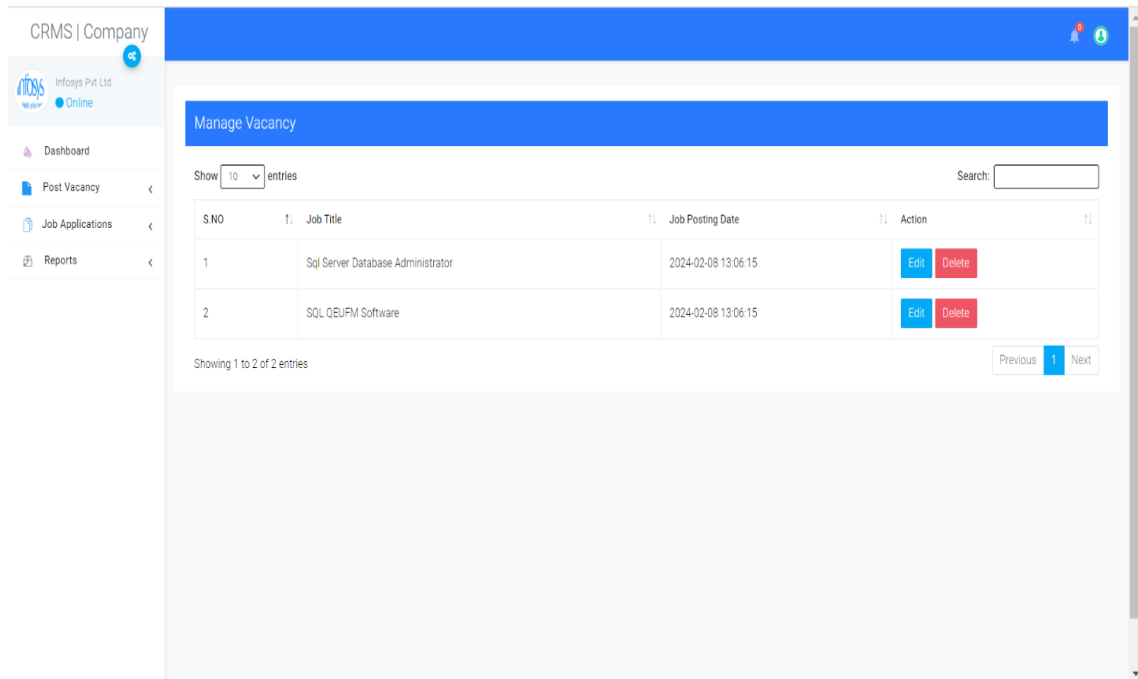 CRMS | Company
0
Infosys
Infosys Pvt Ltd
Online
Manage Vacancy
Dashboard
Post Vacancy
Job Applications
Reports
Show 10 entries
Search:
S.NO Job Title Job Posting Date Action
1 Sql Server Database Administrator 2024-02-08 13:06:15 Edit Delete
2 SQL QEUFM Software 2024-02-08 13:06:15 Edit Delete
Showing 1 to 2 of 2 entries
Previous 1 Next